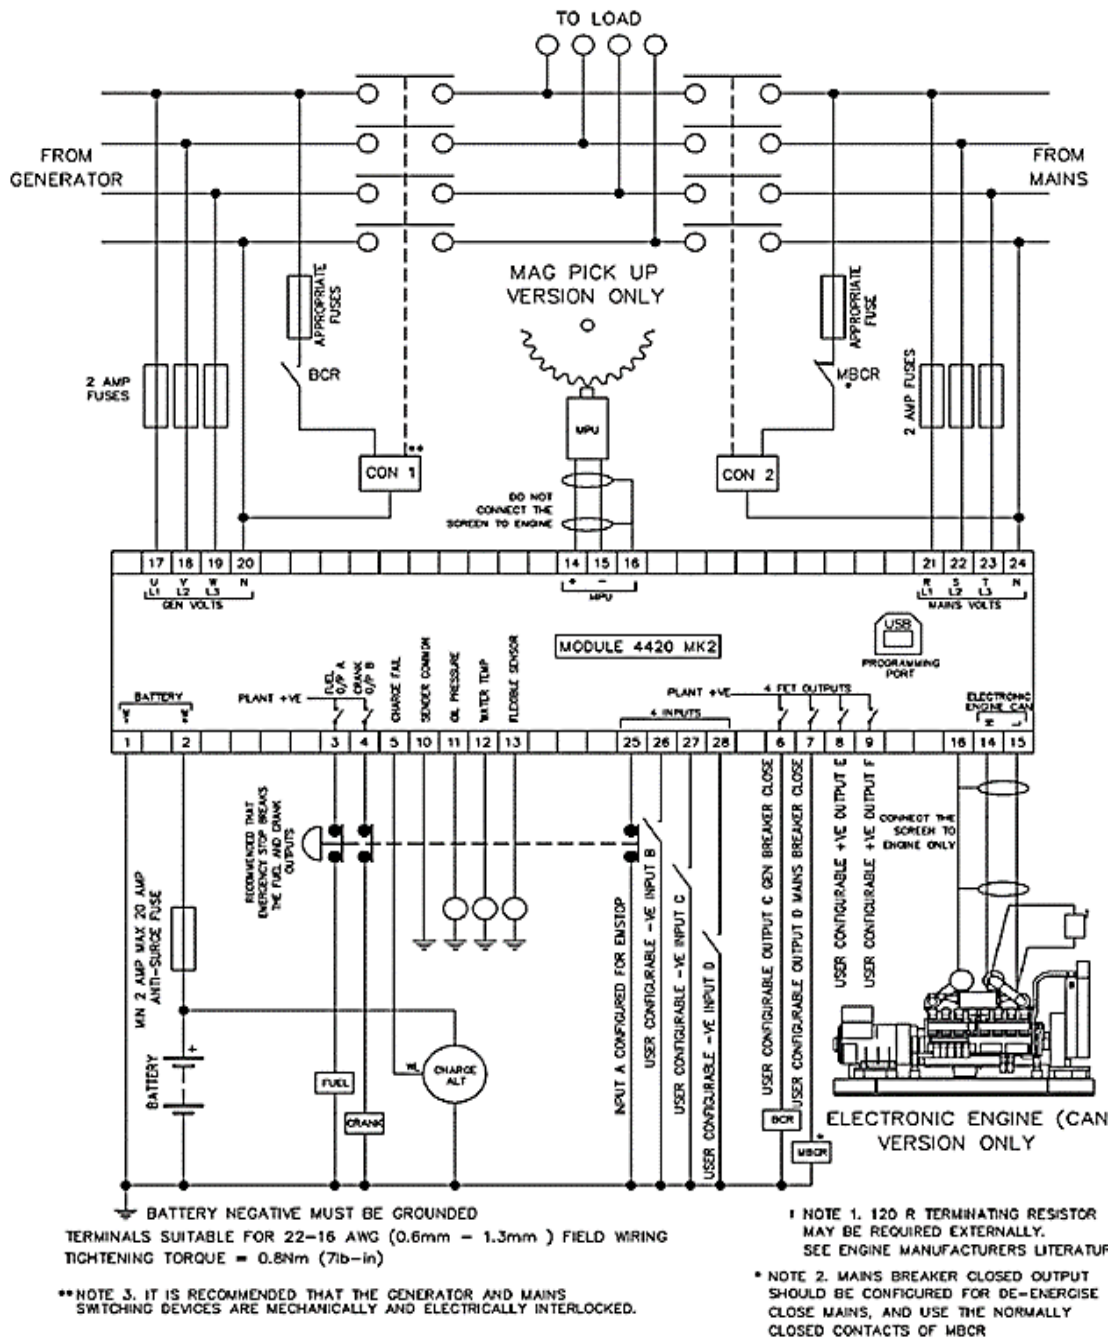 TO LOAD
FROM
GENERATOR
FROM
MAINS
MAG PICK UP
VERSION ONLY
APPROPRIATE
FUSES
APPROPRIATE
FUSE
2 AMP
FUSES
BCR
MBCR
*
2 AMP FUSES
MPU
**
CON 1
CON 2
DO NOT
CONNECT THE
SCREEN TO ENGINE
17 18 19 20 14 15 16 21 22 23 24
U V W N + - R S T N
L1 L2 L3 L1 L2 L3
GEN VOLTS MPU MAINS VOLTS
USB
PROGRAMMING
PORT
MODULE 4420 MK2
BATTERY
-VE
+VE
PLANT +VE
FUEL
O/P A
CRANK
O/P B
CHARGE FAIL
SENDER COMMON
OIL PRESSURE
WATER TEMP
FLEXIBLE SENSOR
4 INPUTS
PLANT +VE
4 FET OUTPUTS
ELECTRONIC
ENGINE CAN
H L
1 2 3 4 5 10 11 12 13 25 26 27 28 6 7 8 9 16 14 15
RECOMMENDED THAT
EMERGENCY STOP BREAKS
THE FUEL AND CRANK
OUTPUTS
MIN 2 AMP MAX 20 AMP
ANTI-SURGE FUSE
BATTERY
+
FUEL
CRANK
WL
CHARGE
ALT
INPUT A CONFIGURED FOR EMSTOP
USER CONFIGURABLE -VE INPUT B
USER CONFIGURABLE -VE INPUT C
USER CONFIGURABLE -VE INPUT D
USER CONFIGURABLE OUTPUT C GEN BREAKER CLOSE
USER CONFIGURABLE OUTPUT D MAINS BREAKER CLOSE
USER CONFIGURABLE +VE OUTPUT E
USER CONFIGURABLE +VE OUTPUT F
BCR
*
MBCR
CONNECT THE
SCREEN TO
ENGINE ONLY
ELECTRONIC ENGINE (CAN
VERSION ONLY
BATTERY NEGATIVE MUST BE GROUNDED
TERMINALS SUITABLE FOR 22-16 AWG (0.6mm - 1.3mm ) FIELD WIRING
TIGHTENING TORQUE = 0.8Nm (7lb-in)
** NOTE 3. IT IS RECOMMENDED THAT THE GENERATOR AND MAINS
SWITCHING DEVICES ARE MECHANICALLY AND ELECTRICALLY INTERLOCKED.
NOTE 1. 120 R TERMINATING RESISTOR
MAY BE REQUIRED EXTERNALLY.
SEE ENGINE MANUFACTURERS LITERATUR
* NOTE 2. MAINS BREAKER CLOSED OUTPUT
SHOULD BE CONFIGURED FOR DE-ENERGISE
CLOSE MAINS, AND USE THE NORMALLY
CLOSED CONTACTS OF MBCR